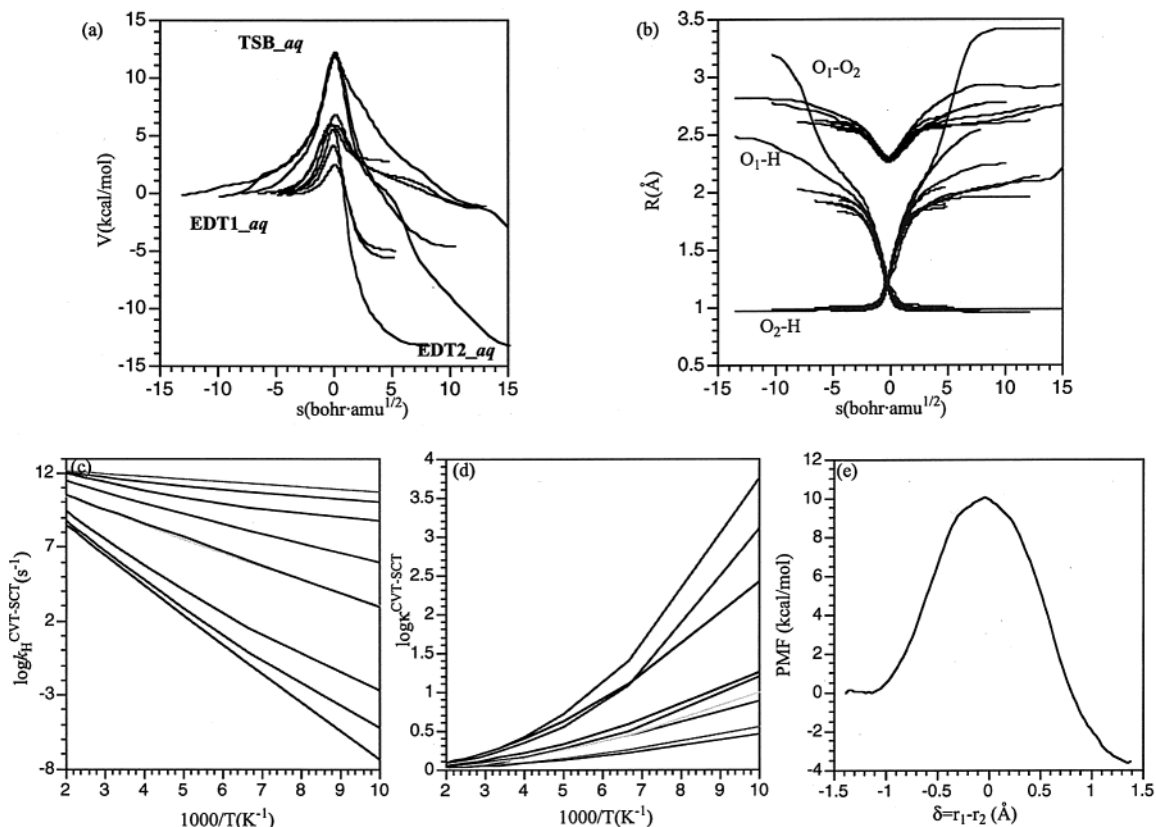 (a)
TSB_aq
EDT1_aq
EDT2_aq
V(kcal/mol)
15
10
5
0
-5
-10
-15
-15 -10 -5 0 5 10 15
s(bohr·amu1/2)
(b)
O1-O2
O1-H
O2-H
R(Å)
3.5
3
2.5
2
1.5
1
0.5
-15 -10 -5 0 5 10 15
s(bohr·amu1/2)
(c)
logkHCVT-SCT(s-1)
12
7
2
-3
-8
2 3 4 5 6 7 8 9 10
1000/T(K-1)
(d)
logκCVT-SCT
4
3.5
3
2.5
2
1.5
1
0.5
0
2 3 4 5 6 7 8 9 10
1000/T(K-1)
(e)
PMF (kcal/mol)
12
10
8
6
4
2
0
-2
-4
-1.5 -1 -0.5 0 0.5 1 1.5
δ=r1-r2 (Å)